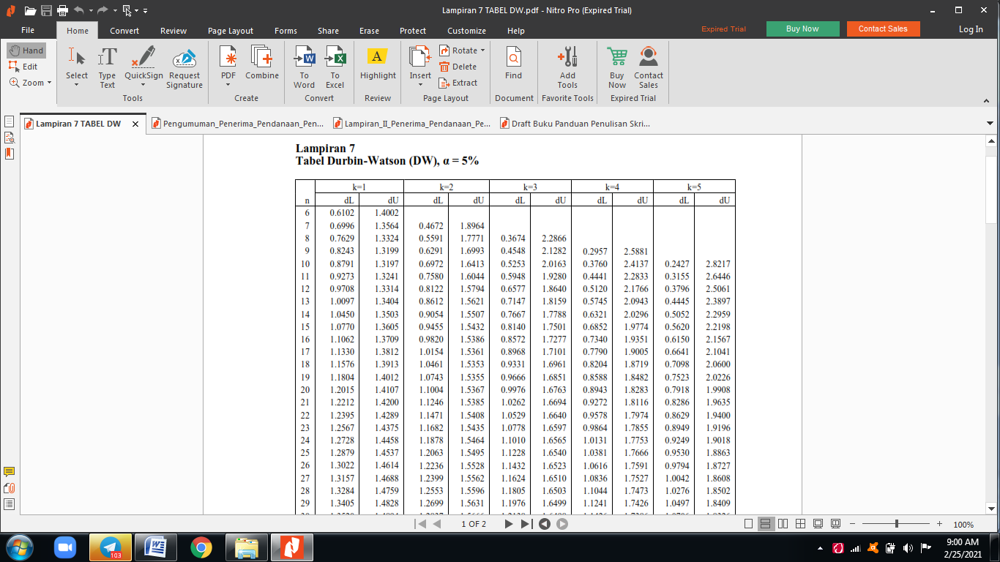 Lampiran 7 TABEL DW.pdf - Nitro Pro (Expired Trial)
File Home Convert Review Page Layout Forms Share Erase Protect Customize Help Expired Trial Buy Now Contact Sales Log In
Hand
Edit
Zoom
Select
Type Text
QuickSign
Request Signature
Tools
PDF
Combine
Create
To Word
To Excel
Convert
A
Highlight
Review
Insert
Rotate
Delete
Extract
Page Layout
Find
Document
Add Tools
Favorite Tools
Buy Now
Contact Sales
Expired Trial
Lampiran 7 TABEL DW Pengumuman_Penerima_Pendanaan_Pen... Lampiran_II_Penerima_Pendanaan_Pe... Draft Buku Panduan Penulisan Skri...
Lampiran 7
Tabel Durbin-Watson (DW), α = 5%
k=1 k=2 k=3 k=4 k=5
n dL dU dL dU dL dU dL dU dL dU
6 0.6102 1.4002
7 0.6996 1.3564 0.4672 1.8964
8 0.7629 1.3324 0.5591 1.7771 0.3674 2.2866
9 0.8243 1.3199 0.6291 1.6993 0.4548 2.1282 0.2957 2.5881
10 0.8791 1.3197 0.6972 1.6413 0.5253 2.0163 0.3760 2.4137 0.2427 2.8217
11 0.9273 1.3241 0.7580 1.6044 0.5948 1.9280 0.4441 2.2833 0.3155 2.6446
12 0.9708 1.3314 0.8122 1.5794 0.6577 1.8640 0.5120 2.1766 0.3796 2.5061
13 1.0097 1.3404 0.8612 1.5621 0.7147 1.8159 0.5745 2.0943 0.4445 2.3897
14 1.0450 1.3503 0.9054 1.5507 0.7667 1.7788 0.6321 2.0296 0.5052 2.2959
15 1.0770 1.3605 0.9455 1.5432 0.8140 1.7501 0.6852 1.9774 0.5620 2.2198
16 1.1062 1.3709 0.9820 1.5386 0.8572 1.7277 0.7340 1.9351 0.6150 2.1567
17 1.1330 1.3812 1.0154 1.5361 0.8968 1.7101 0.7790 1.9005 0.6641 2.1041
18 1.1576 1.3913 1.0461 1.5353 0.9331 1.6961 0.8204 1.8719 0.7098 2.0600
19 1.1804 1.4012 1.0743 1.5355 0.9666 1.6851 0.8588 1.8482 0.7523 2.0226
20 1.2015 1.4107 1.1004 1.5367 0.9976 1.6763 0.8943 1.8283 0.7918 1.9908
21 1.2212 1.4200 1.1246 1.5385 1.0262 1.6694 0.9272 1.8116 0.8286 1.9635
22 1.2395 1.4289 1.1471 1.5408 1.0529 1.6640 0.9578 1.7974 0.8629 1.9400
23 1.2567 1.4375 1.1682 1.5435 1.0778 1.6597 0.9864 1.7855 0.8949 1.9196
24 1.2728 1.4458 1.1878 1.5464 1.1010 1.6565 1.0131 1.7753 0.9249 1.9018
25 1.2879 1.4537 1.2063 1.5495 1.1228 1.6540 1.0381 1.7666 0.9530 1.8863
26 1.3022 1.4614 1.2236 1.5528 1.1432 1.6523 1.0616 1.7591 0.9794 1.8727
27 1.3157 1.4688 1.2399 1.5562 1.1624 1.6510 1.0836 1.7527 1.0042 1.8608
28 1.3284 1.4759 1.2553 1.5596 1.1805 1.6503 1.1044 1.7473 1.0276 1.8502
29 1.3405 1.4828 1.2699 1.5631 1.1976 1.6499 1.1241 1.7426 1.0497 1.8409
1 OF 2
100%
103
9:00 AM
2/25/2021